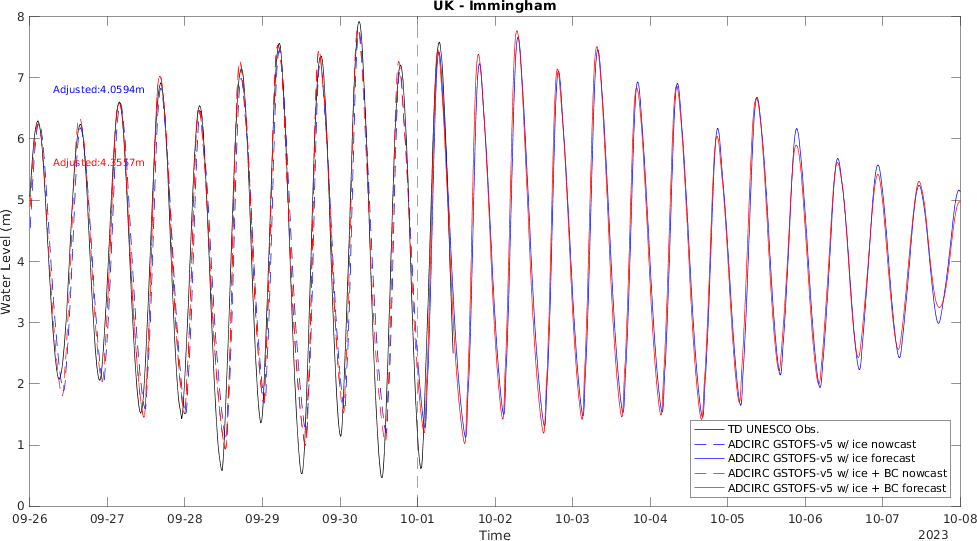 UK - Immingham
8
7
6
5
4
3
2
1
0
Water Level (m)
Adjusted:4.0594m
Adjusted:4.3557m
TD UNESCO Obs.
ADCIRC GSTOFS-v5 w/ ice nowcast
ADCIRC GSTOFS-v5 w/ ice forecast
ADCIRC GSTOFS-v5 w/ ice + BC nowcast
ADCIRC GSTOFS-v5 w/ ice + BC forecast
09-26 09-27 09-28 09-29 09-30 10-01 10-02 10-03 10-04 10-05 10-06 10-07 10-08
Time
2023